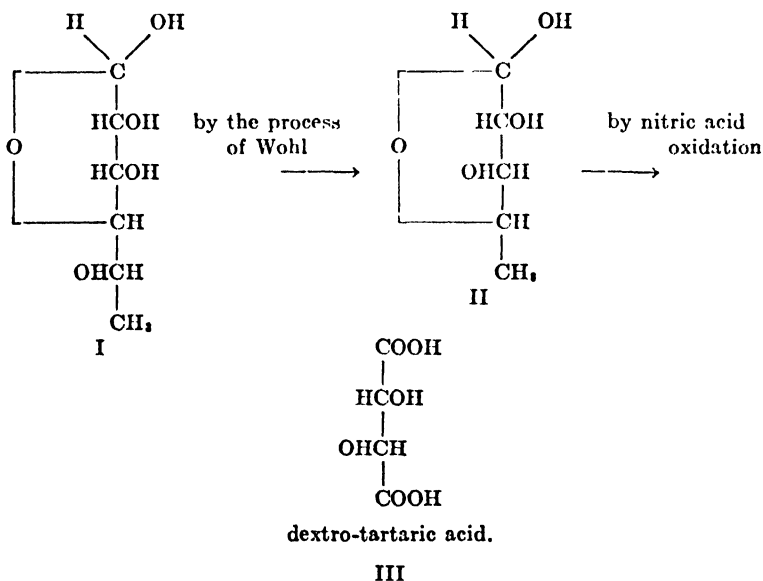 H OH H OH
C C
HCOH by the process HCOH by nitric acid
O of Wohl O oxidation
HCOH OHCH
CH CH
OHCH CH₃
CH₃ II
I
COOH
HCOH
OHCH
COOH
dextro-tartaric acid.
III